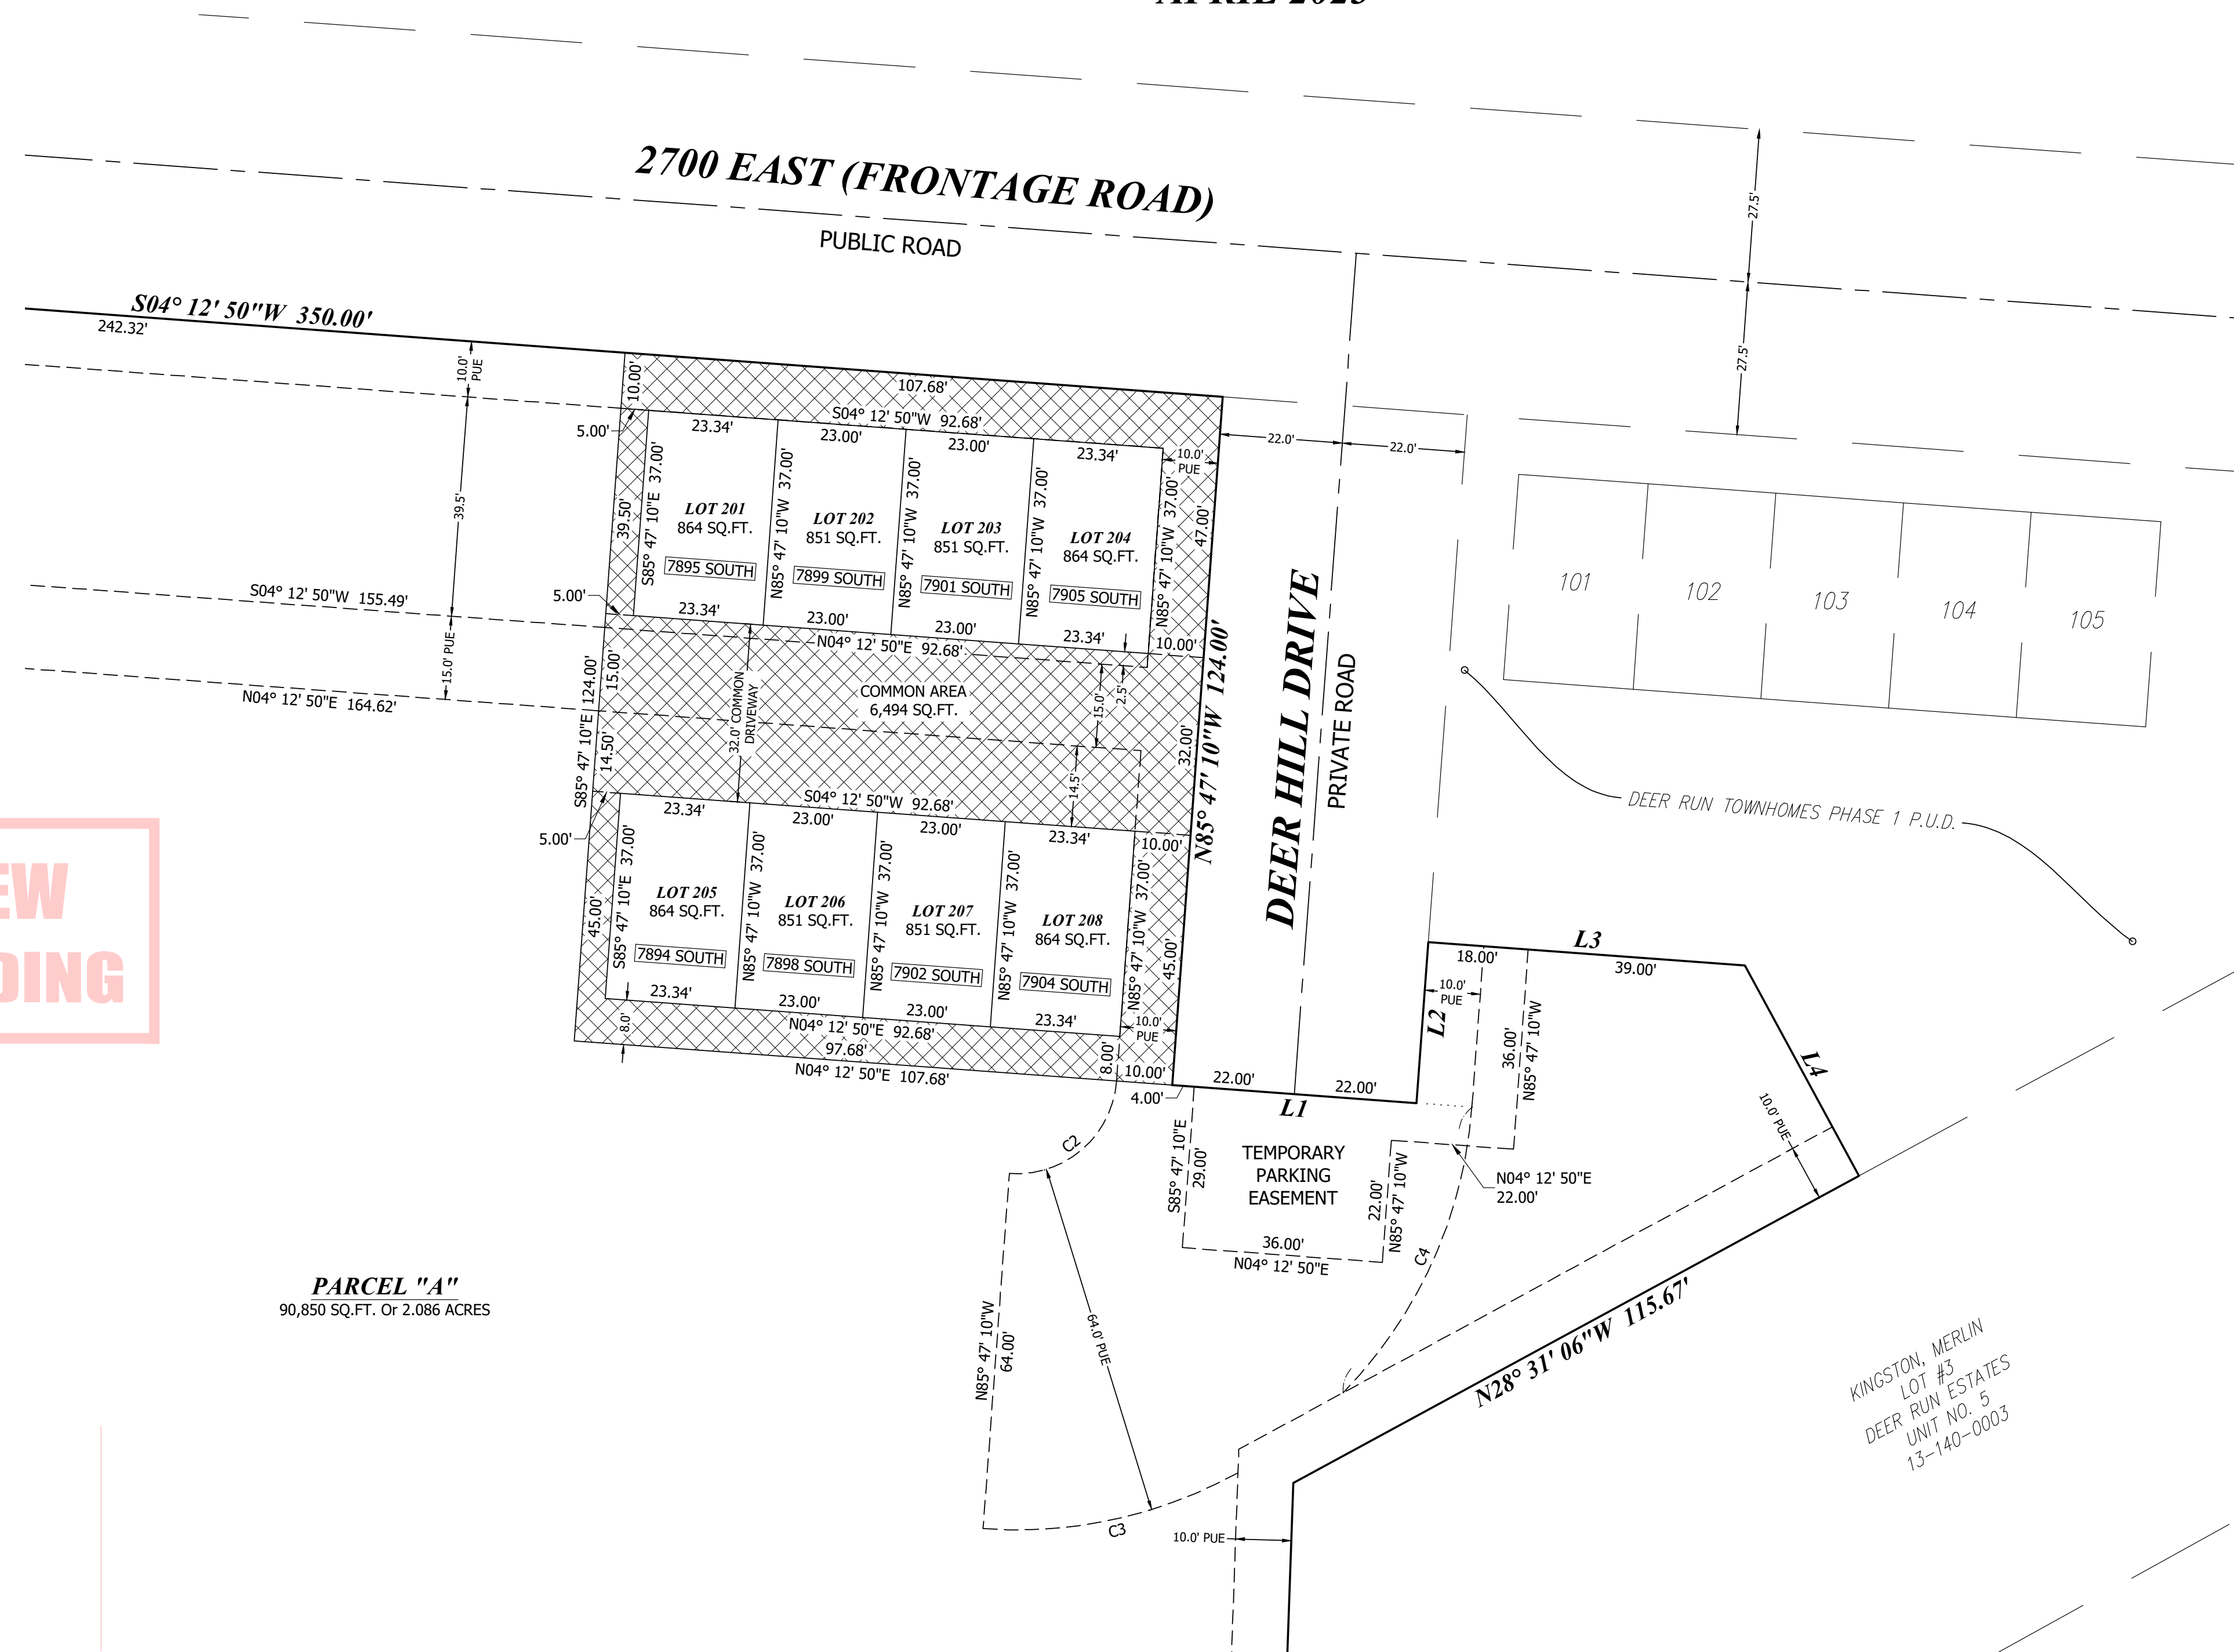 2700 EAST (FRONTAGE ROAD)
PUBLIC ROAD
27.5'
27.5'
S04° 12' 50"W 350.00'
242.32'
10.0'
PUE
39.5'
S04° 12' 50"W 155.49'
15.0' PUE
N04° 12' 50"E 164.62'
10.00'
107.68'
S04° 12' 50"W 92.68'
5.00'
23.34'
23.00'
23.00'
23.34'
10.0'
PUE
22.0'
22.0'
39.50'
S85° 47' 10"E 37.00'
LOT 201
864 SQ.FT.
7895 SOUTH
N85° 47' 10"W 37.00'
LOT 202
851 SQ.FT.
7899 SOUTH
N85° 47' 10"W 37.00'
LOT 203
851 SQ.FT.
7901 SOUTH
N85° 47' 10"W 37.00'
LOT 204
864 SQ.FT.
7905 SOUTH
N85° 47' 10"W 37.00'
47.00'
5.00'
23.34'
23.00'
23.00'
23.34'
10.00'
N04° 12' 50"E 92.68'
S85° 47' 10"E 124.00'
15.00'
14.50'
32.0' COMMON
DRIVEWAY
COMMON AREA
6,494 SQ.FT.
15.0'
2.5'
14.5'
32.00'
N85° 47' 10"W 124.00'
DEER HILL DRIVE
PRIVATE ROAD
101
102
103
104
105
DEER RUN TOWNHOMES PHASE 1 P.U.D.
S04° 12' 50"W 92.68'
5.00'
23.34'
23.00'
23.00'
23.34'
10.00'
45.00'
S85° 47' 10"E 37.00'
LOT 205
864 SQ.FT.
7894 SOUTH
N85° 47' 10"W 37.00'
LOT 206
851 SQ.FT.
7898 SOUTH
N85° 47' 10"W 37.00'
LOT 207
851 SQ.FT.
7902 SOUTH
N85° 47' 10"W 37.00'
LOT 208
864 SQ.FT.
7904 SOUTH
N85° 47' 10"W 37.00'
45.00'
23.34'
23.00'
23.00'
23.34'
10.0'
PUE
8.0'
N04° 12' 50"E 92.68'
97.68'
N04° 12' 50"E 107.68'
8.00'
10.00'
4.00'
22.00'
22.00'
L1
L2
L3
L4
18.00'
39.00'
10.0'
PUE
36.00'
N85° 47' 10"W
10.0' PUE
C2
S85° 47' 10"E
29.00'
TEMPORARY
PARKING
EASEMENT
22.00'
N85° 47' 10"W
N04° 12' 50"E
22.00'
36.00'
N04° 12' 50"E
C4
64.0' PUE
N85° 47' 10"W
64.00'
C3
10.0' PUE
N28° 31' 06"W 115.67'
PARCEL "A"
90,850 SQ.FT. Or 2.086 ACRES
KINGSTON, MERLIN
LOT #3
DEER RUN ESTATES
UNIT NO. 5
13-140-0003